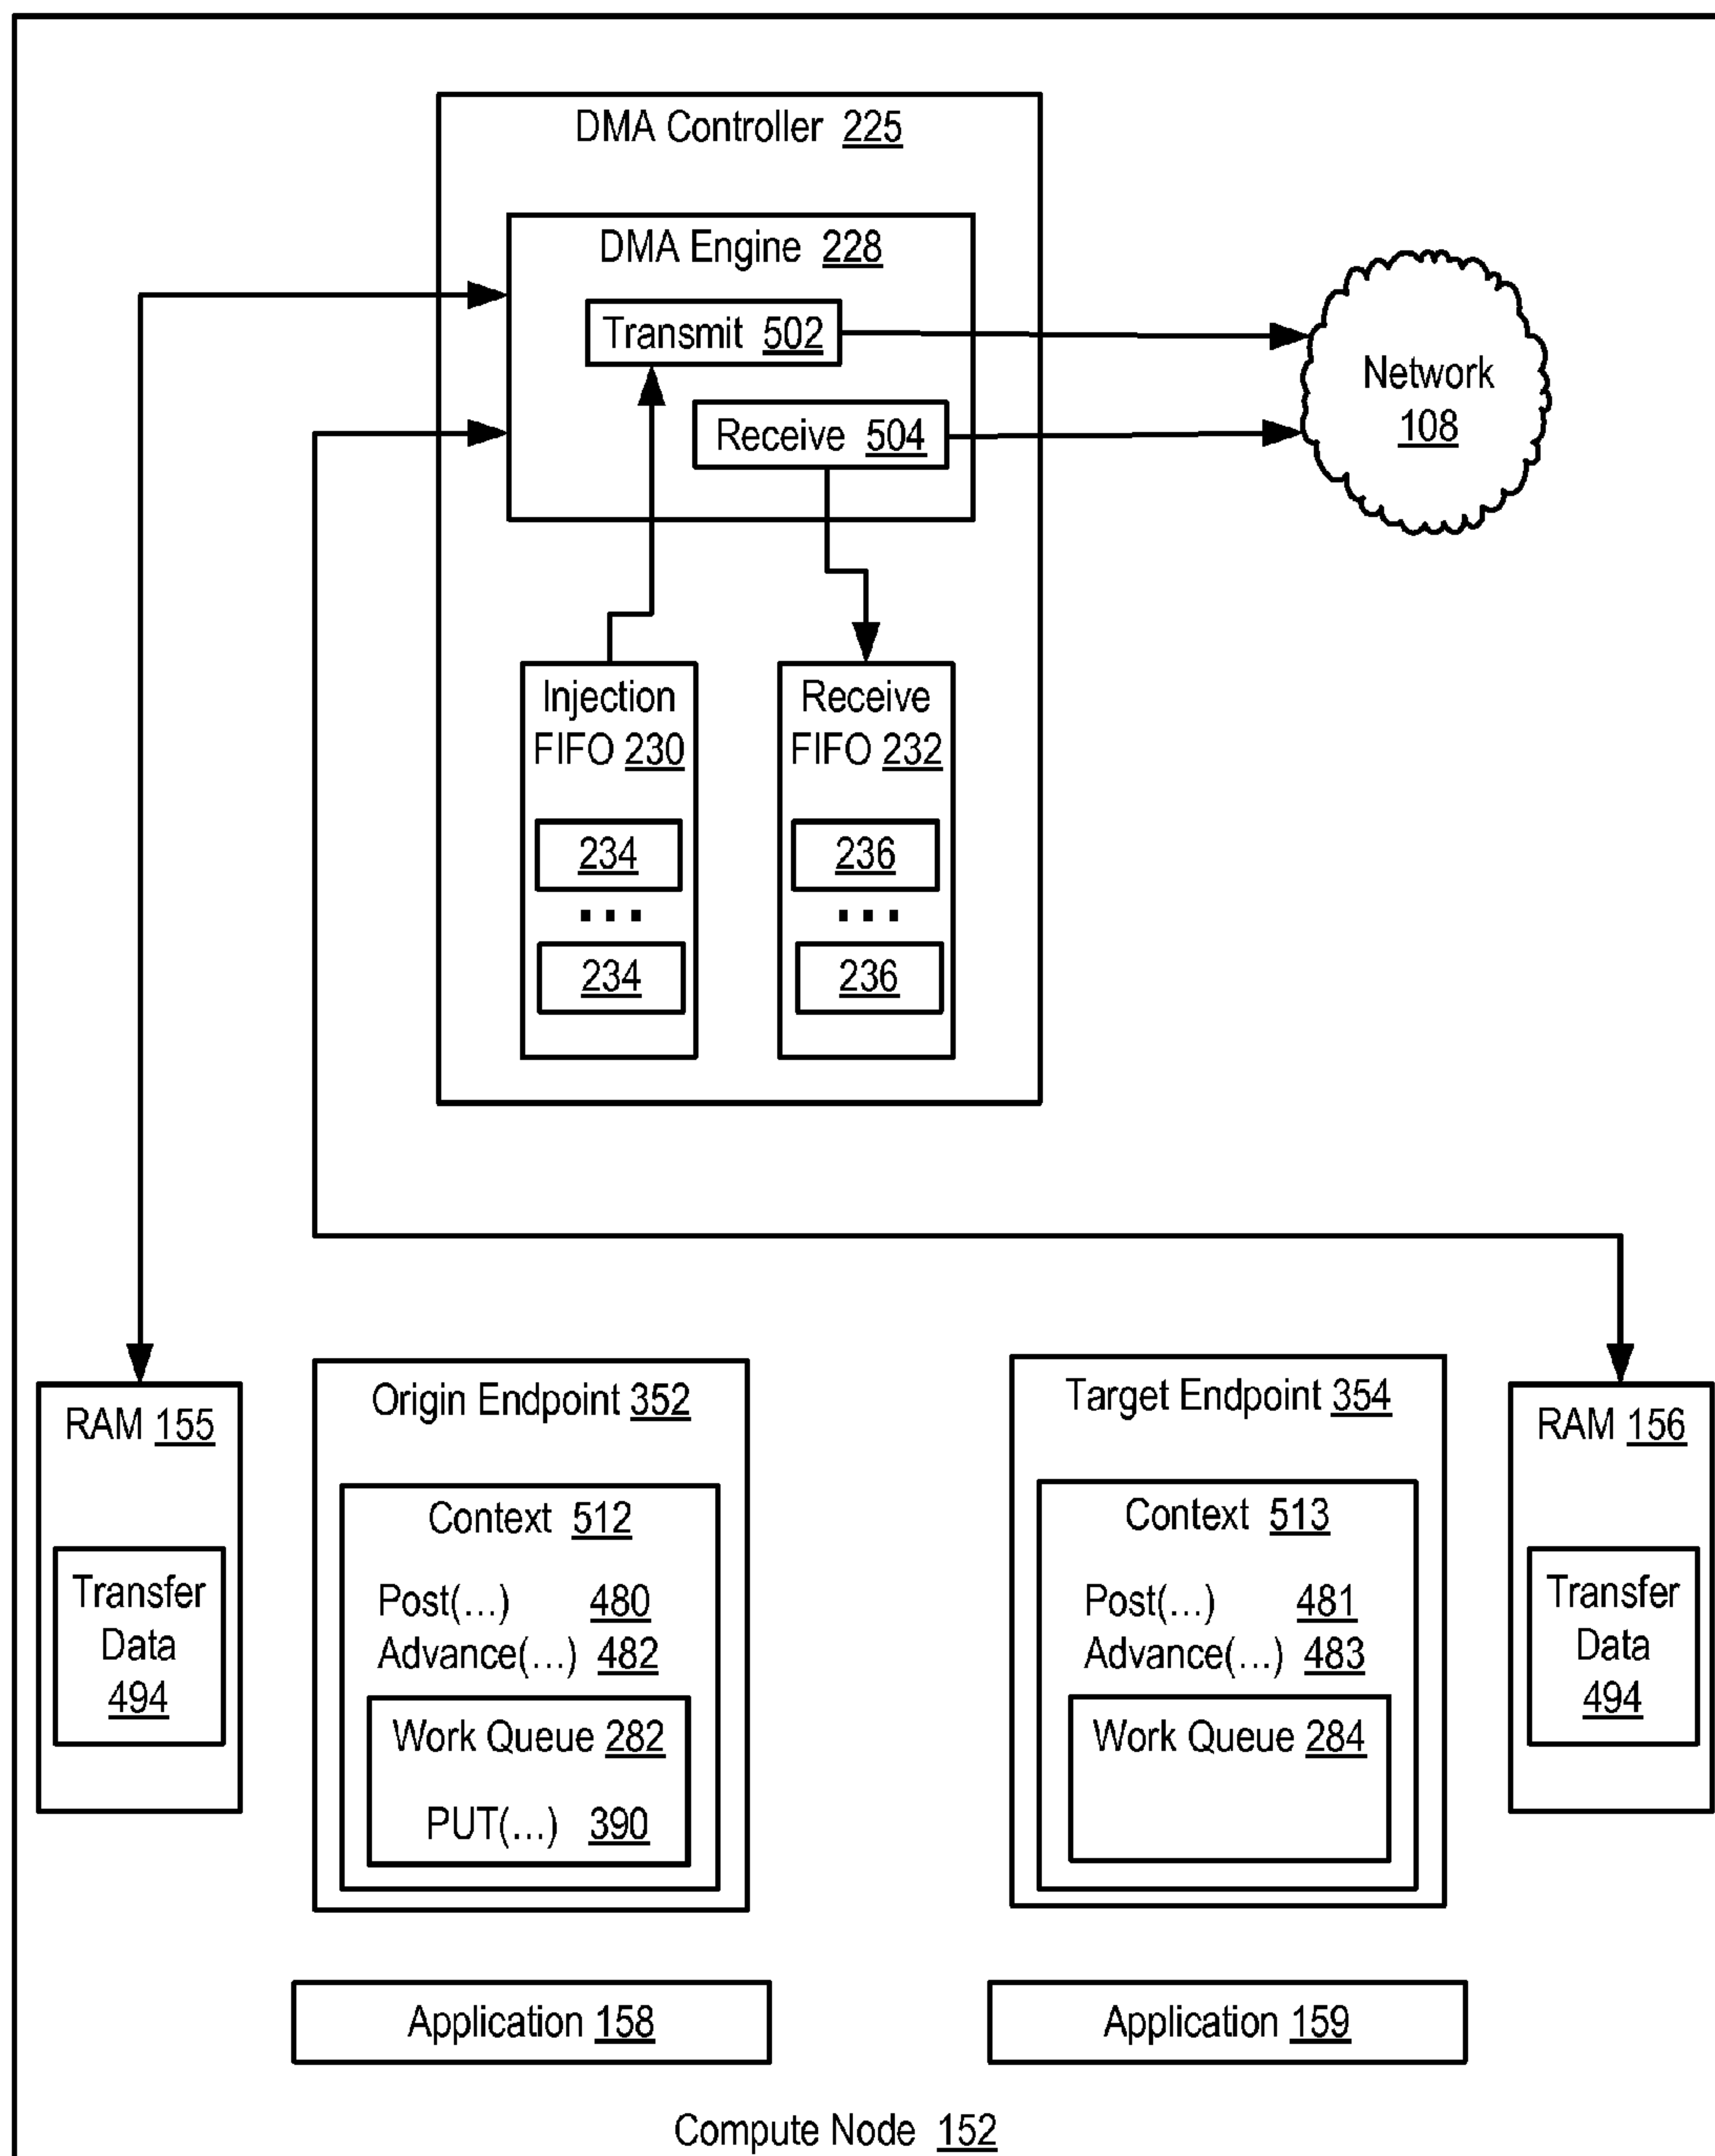 DMA Controller 225
DMA Engine 228
Transmit 502
Receive 504
Network
108
Injection
FIFO 230
234
...
234
Receive
FIFO 232
236
...
236
RAM 155
Transfer
Data
494
Origin Endpoint 352
Context 512
Post(...) 480
Advance(...) 482
Work Queue 282
PUT(...) 390
Target Endpoint 354
Context 513
Post(...) 481
Advance(...) 483
Work Queue 284
RAM 156
Transfer
Data
494
Application 158
Application 159
Compute Node 152